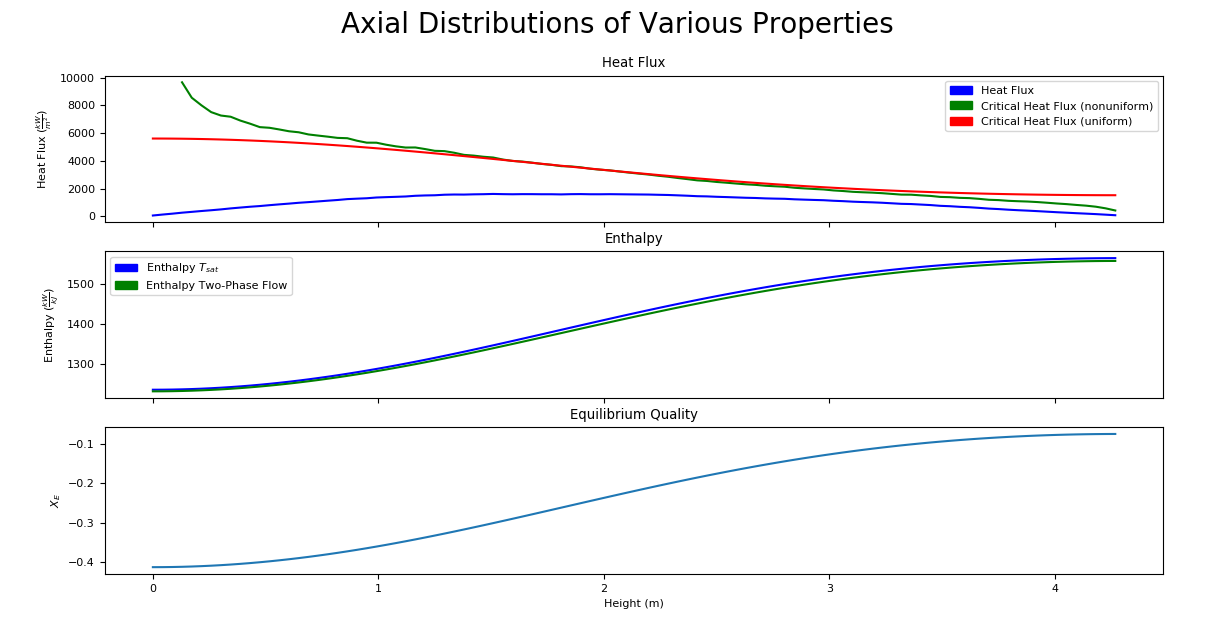 Axial Distributions of Various Properties
Heat Flux
10000
8000
6000
4000
2000
0
Heat Flux (kW/m²)
Heat Flux
Critical Heat Flux (nonuniform)
Critical Heat Flux (uniform)
Enthalpy
1500
1400
1300
Enthalpy (kW/kJ)
Enthalpy T_sat
Enthalpy Two-Phase Flow
Equilibrium Quality
−0.1
−0.2
−0.3
−0.4
X_E
0 1 2 3 4
Height (m)